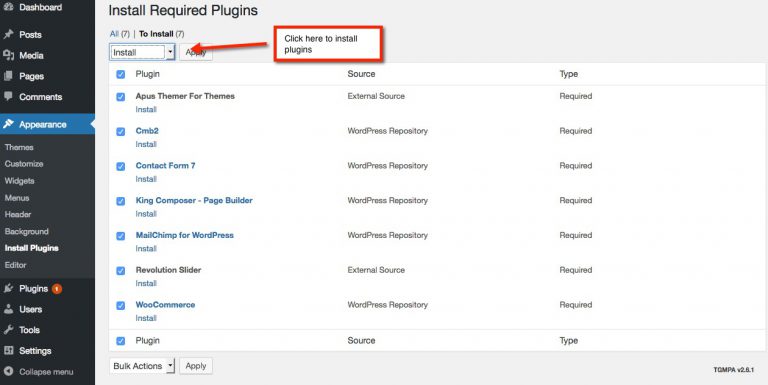 Dashboard
Posts
Media
Pages
Comments
Appearance
Themes
Customize
Widgets
Menus
Header
Background
Install Plugins
Editor
Plugins 1
Users
Tools
Settings
Collapse menu
Install Required Plugins
All (7) | To Install (7)
Install Apply
Click here to install
plugins
Plugin Source Type
Apus Themer For Themes External Source Required
Install
Cmb2 WordPress Repository Required
Install
Contact Form 7 WordPress Repository Required
Install
King Composer - Page Builder WordPress Repository Required
Install
MailChimp for WordPress WordPress Repository Required
Install
Revolution Slider External Source Required
Install
WooCommerce WordPress Repository Required
Install
Plugin Source Type
Bulk Actions Apply
TGMPA v2.6.1